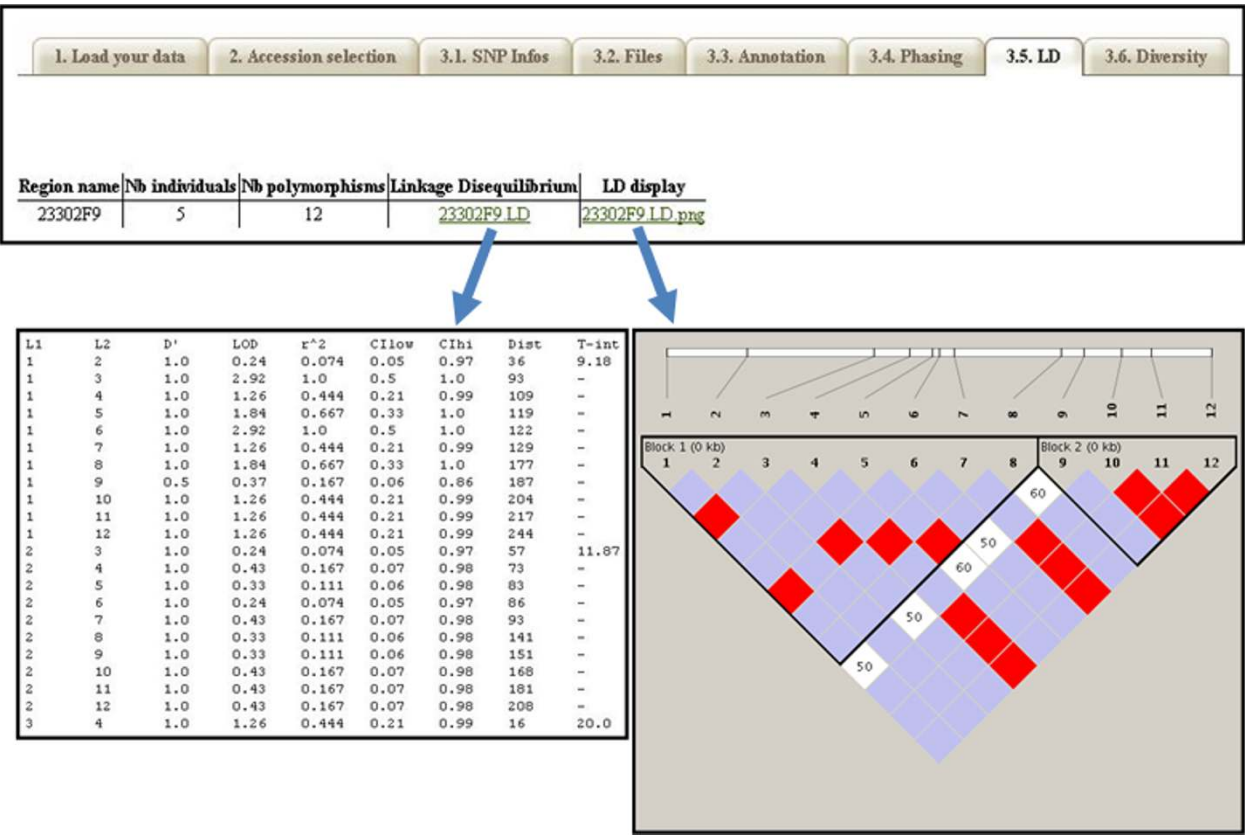 1. Load your data 2. Accession selection 3.1. SNP Infos 3.2. Files 3.3. Annotation 3.4. Phasing 3.5. LD 3.6. Diversity
Region name Nb individuals Nb polymorphisms Linkage Disequilibrium LD display
23302F9 5 12 23302F9.LD 23302F9.LD.png
L1 L2 D' LOD r^2 CIlow CIhi Dist T-int
1 2 1.0 0.24 0.074 0.05 0.97 36 9.18
1 3 1.0 2.92 1.0 0.5 1.0 93 -
1 4 1.0 1.26 0.444 0.21 0.99 109 -
1 5 1.0 1.84 0.667 0.33 1.0 119 -
1 6 1.0 2.92 1.0 0.5 1.0 122 -
1 7 1.0 1.26 0.444 0.21 0.99 129 -
1 8 1.0 1.84 0.667 0.33 1.0 177 -
1 9 0.5 0.37 0.167 0.06 0.86 187 -
1 10 1.0 1.26 0.444 0.21 0.99 204 -
1 11 1.0 1.26 0.444 0.21 0.99 217 -
1 12 1.0 1.26 0.444 0.21 0.99 244 -
2 3 1.0 0.24 0.074 0.05 0.97 57 11.87
2 4 1.0 0.43 0.167 0.07 0.98 73 -
2 5 1.0 0.33 0.111 0.06 0.98 83 -
2 6 1.0 0.24 0.074 0.05 0.97 86 -
2 7 1.0 0.43 0.167 0.07 0.98 93 -
2 8 1.0 0.33 0.111 0.06 0.98 141 -
2 9 1.0 0.33 0.111 0.06 0.98 151 -
2 10 1.0 0.43 0.167 0.07 0.98 168 -
2 11 1.0 0.43 0.167 0.07 0.98 181 -
2 12 1.0 0.43 0.167 0.07 0.98 208 -
3 4 1.0 1.26 0.444 0.21 0.99 16 20.0
1 2 3 4 5 6 7 8 9 10 11 12
Block 1 (0 kb) Block 2 (0 kb)
1 2 3 4 5 6 7 8 9 10 11 12
60
50
60
50
50